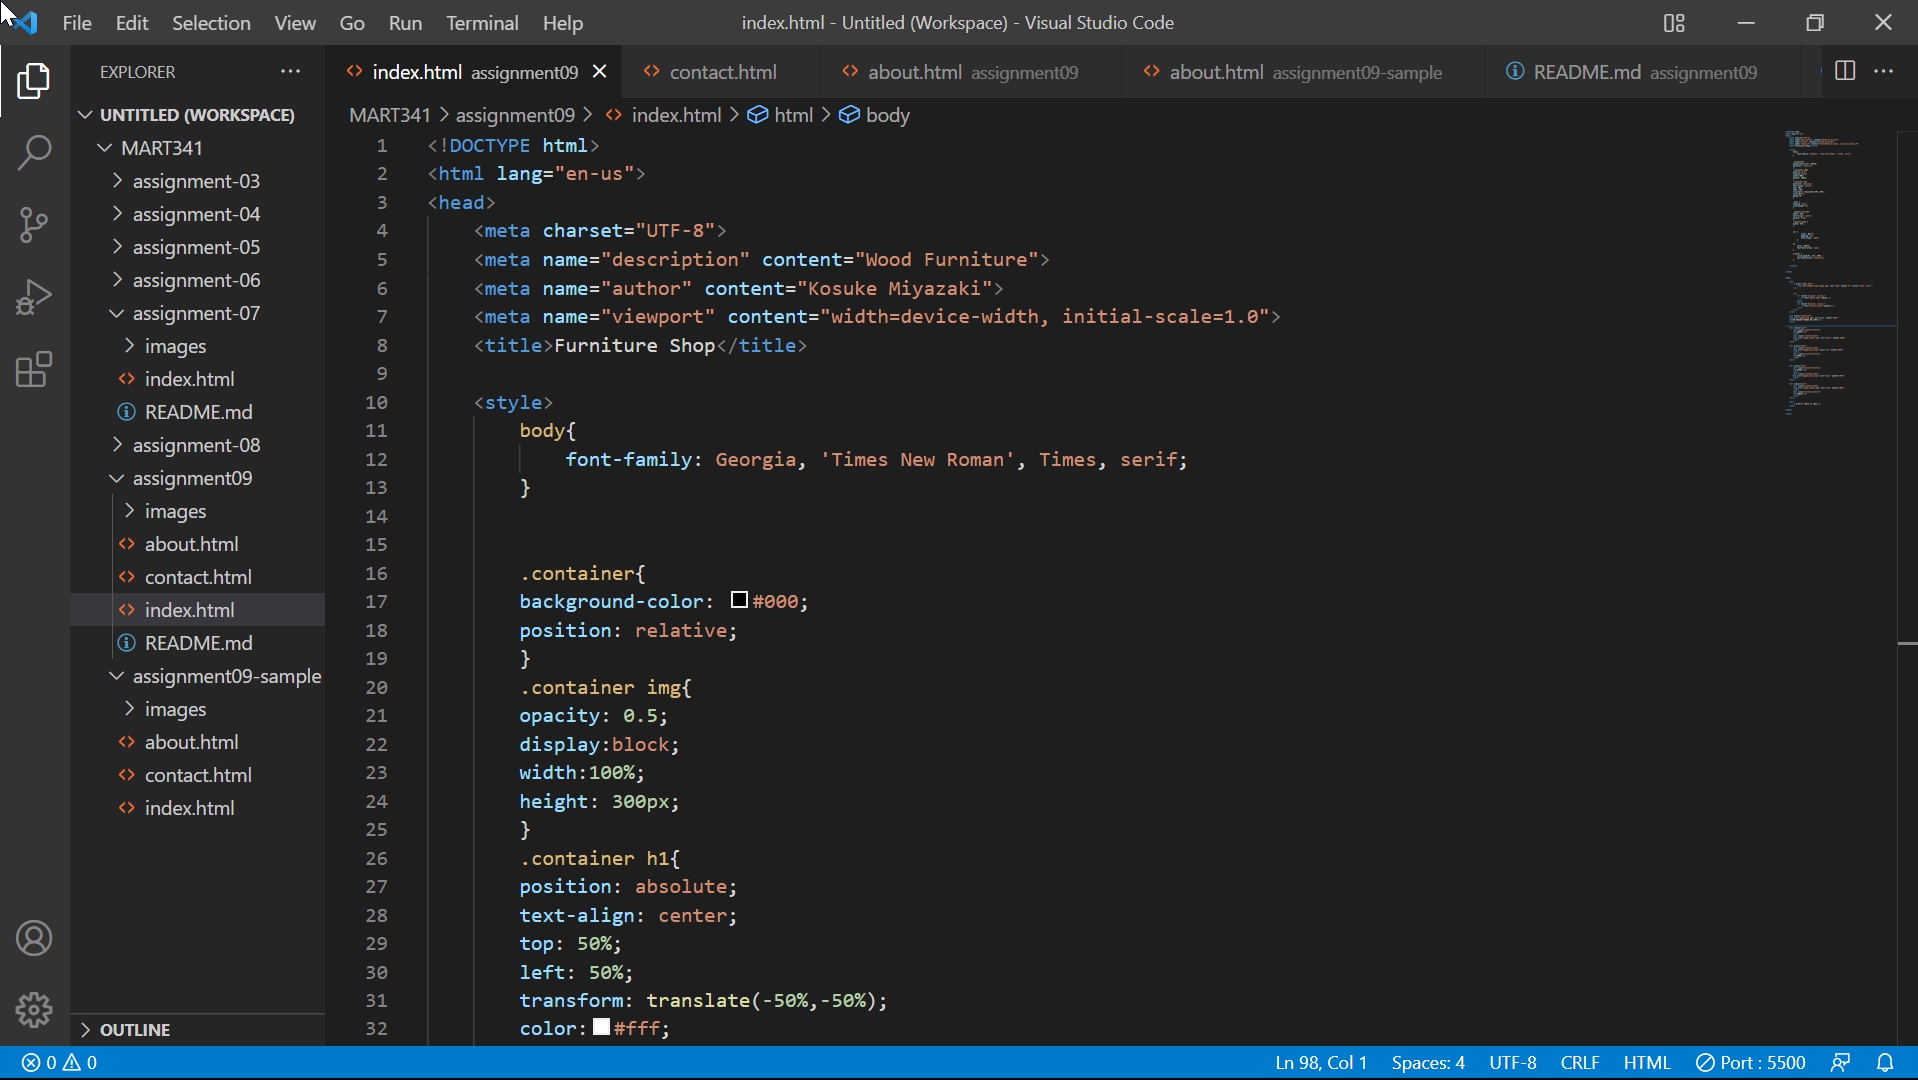 File Edit Selection View Go Run Terminal Help
index.html - Untitled (Workspace) - Visual Studio Code
EXPLORER
UNTITLED (WORKSPACE)
MART341
assignment-03
assignment-04
assignment-05
assignment-06
assignment-07
images
index.html
README.md
assignment-08
assignment09
images
about.html
contact.html
index.html
README.md
assignment09-sample
images
about.html
contact.html
index.html
OUTLINE
index.html assignment09
contact.html
about.html assignment09
about.html assignment09-sample
README.md assignment09
MART341 > assignment09 > index.html > html > body
1 <!DOCTYPE html>
2 <html lang="en-us">
3 <head>
4 <meta charset="UTF-8">
5 <meta name="description" content="Wood Furniture">
6 <meta name="author" content="Kosuke Miyazaki">
7 <meta name="viewport" content="width=device-width, initial-scale=1.0">
8 <title>Furniture Shop</title>
9
10 <style>
11 body{
12 font-family: Georgia, 'Times New Roman', Times, serif;
13 }
14
15
16 .container{
17 background-color: #000;
18 position: relative;
19 }
20 .container img{
21 opacity: 0.5;
22 display:block;
23 width:100%;
24 height: 300px;
25 }
26 .container h1{
27 position: absolute;
28 text-align: center;
29 top: 50%;
30 left: 50%;
31 transform: translate(-50%,-50%);
32 color: #fff;
0 0
Ln 98, Col 1 Spaces: 4 UTF-8 CRLF HTML Port : 5500